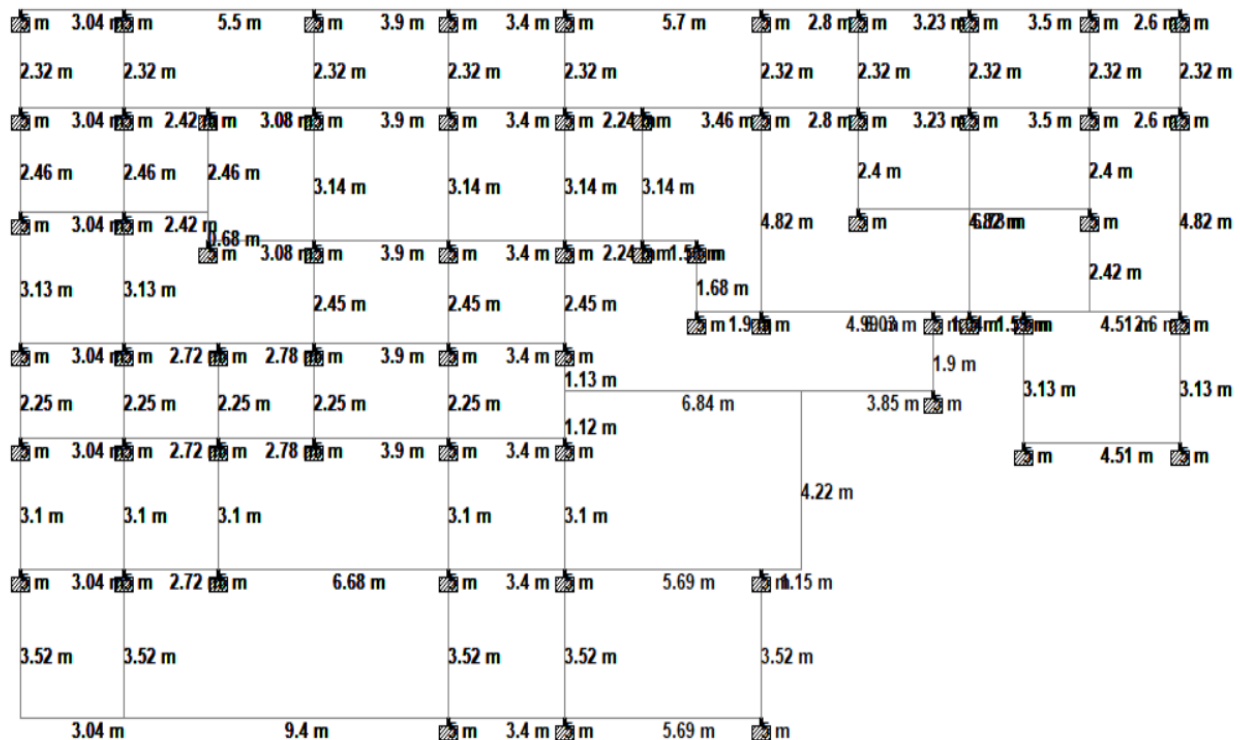 m 3.04 m 5.5 m 3.9 m 3.4 m 5.7 m 2.8 m 3.23 m 3.5 m 2.6 m
2.32 m 2.32 m 2.32 m 2.32 m 2.32 m 2.32 m 2.32 m 2.32 m 2.32 m 2.32 m
m 3.04 m 2.42 m 3.08 m 3.9 m 3.4 m 2.24 m 3.46 m 2.8 m 3.23 m 3.5 m 2.6 m
2.4 m 2.4 m
2.46 m 2.46 m 2.46 m
3.14 m 3.14 m 3.14 m 3.14 m
m 3.04 m 2.42 m 4.82 m m 4.82 m
0.68 m
m 3.08 m 3.9 m 3.4 m 2.24 m m
2.42 m
3.13 m 3.13 m 1.68 m
2.45 m 2.45 m 2.45 m
m 1.9 m m 4.51 2.6 m
m 3.04 m 2.72 m 2.78 m 3.9 m 3.4 m m
1.9 m
1.13 m
3.13 m 3.13 m
2.25 m 2.25 m 2.25 m 2.25 m 2.25 m 6.84 m 3.85 m m
1.12 m
m 3.04 m 2.72 m 2.78 m 3.9 m 3.4 m m
m 4.51 m m
4.22 m
3.1 m 3.1 m 3.1 m 3.1 m 3.1 m
m 3.04 m 2.72 m 6.68 m 3.4 m 5.69 m 1.15 m
3.52 m 3.52 m 3.52 m 3.52 m 3.52 m
3.04 m 9.4 m m 3.4 m 5.69 m m